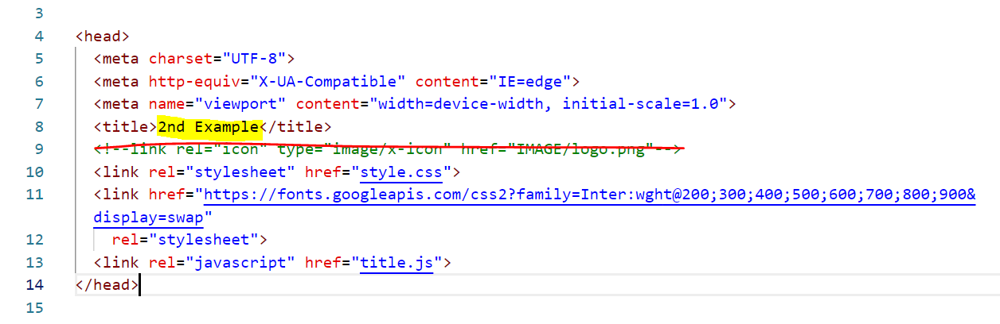 3
4 <head>
5 <meta charset="UTF-8">
6 <meta http-equiv="X-UA-Compatible" content="IE=edge">
7 <meta name="viewport" content="width=device-width, initial-scale=1.0">
8 <title>2nd Example</title>
9 <!--link rel="icon" type="image/x-icon" href="IMAGE/logo.png"-->
10 <link rel="stylesheet" href="style.css">
11 <link href="https://fonts.googleapis.com/css2?family=Inter:wght@200;300;400;500;600;700;800;900&
display=swap"
12 rel="stylesheet">
13 <link rel="javascript" href="title.js">
14 </head>
15